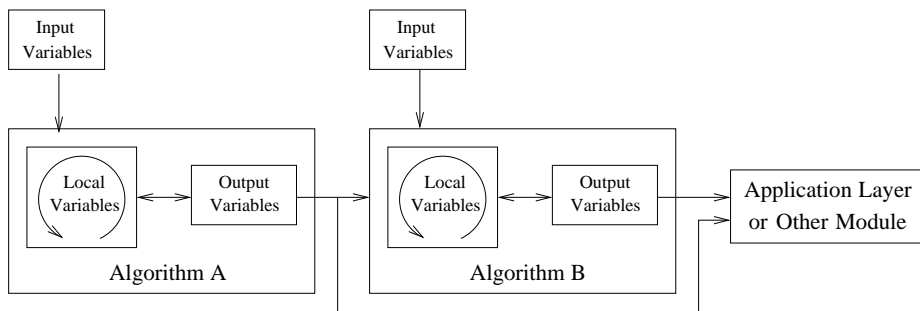 Input
Variables
Input
Variables
Local
Variables
Output
Variables
Algorithm A
Local
Variables
Output
Variables
Algorithm B
Application Layer
or Other Module